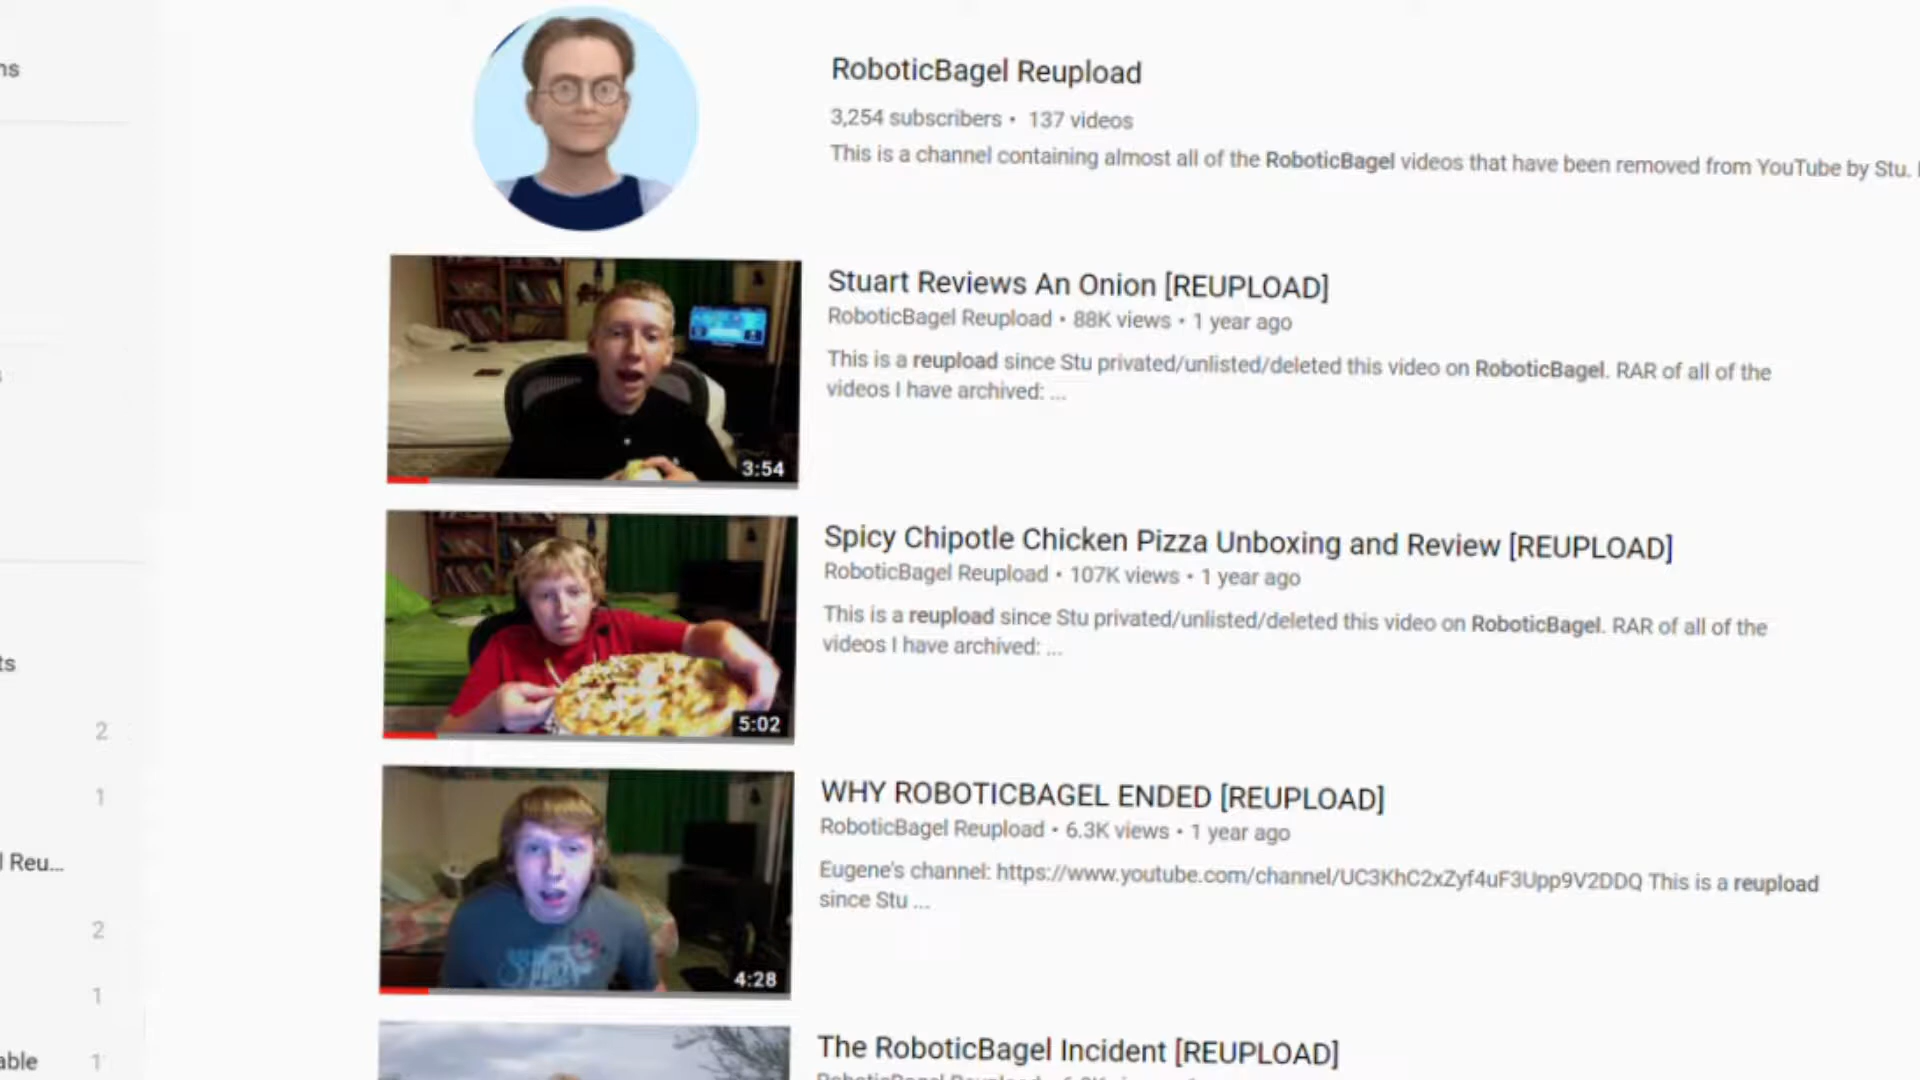 ns
RoboticBagel Reupload
3,254 subscribers • 137 videos
This is a channel containing almost all of the RoboticBagel videos that have been removed from YouTube by Stu.
Stuart Reviews An Onion [REUPLOAD]
RoboticBagel Reupload • 88K views • 1 year ago
This is a reupload since Stu privated/unlisted/deleted this video on RoboticBagel. RAR of all of the
videos I have archived: ...
3:54
Spicy Chipotle Chicken Pizza Unboxing and Review [REUPLOAD]
RoboticBagel Reupload • 107K views • 1 year ago
This is a reupload since Stu privated/unlisted/deleted this video on RoboticBagel. RAR of all of the
videos I have archived: ...
ts
5:02
2
1
WHY ROBOTICBAGEL ENDED [REUPLOAD]
RoboticBagel Reupload • 6.3K views • 1 year ago
l Reu...
Eugene's channel: https://www.youtube.com/channel/UC3KhC2xZyf4uF3Upp9V2DDQ This is a reupload
since Stu ...
2
4:28
1
The RoboticBagel Incident [REUPLOAD]
able
1